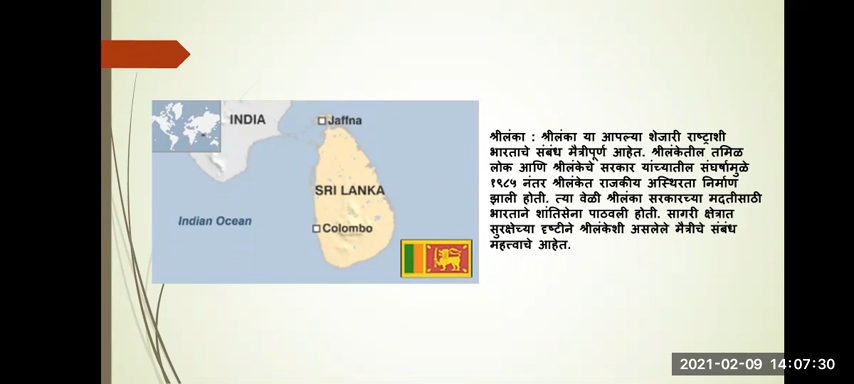 INDIA
Jaffna
SRI LANKA
Indian Ocean
Colombo
श्रीलंका : श्रीलंका या आपल्या शेजारी राष्ट्राशी
भारताचे संबंध मैत्रीपूर्ण आहेत. श्रीलंकेतील तमिळ
लोक आणि श्रीलंकेचे सरकार यांच्यातील संघर्षामुळे
१९८५ नंतर श्रीलंकेत राजकीय अस्थिरता निर्माण
झाली होती. त्या वेळी श्रीलंका सरकारच्या मदतीसाठी
भारताने शांतिसेना पाठवली होती. सागरी क्षेत्रात
सुरक्षेच्या दृष्टीने श्रीलंकेशी असलेले मैत्रीचे संबंध
महत्त्वाचे आहेत.
2021-02-09 14:07:30